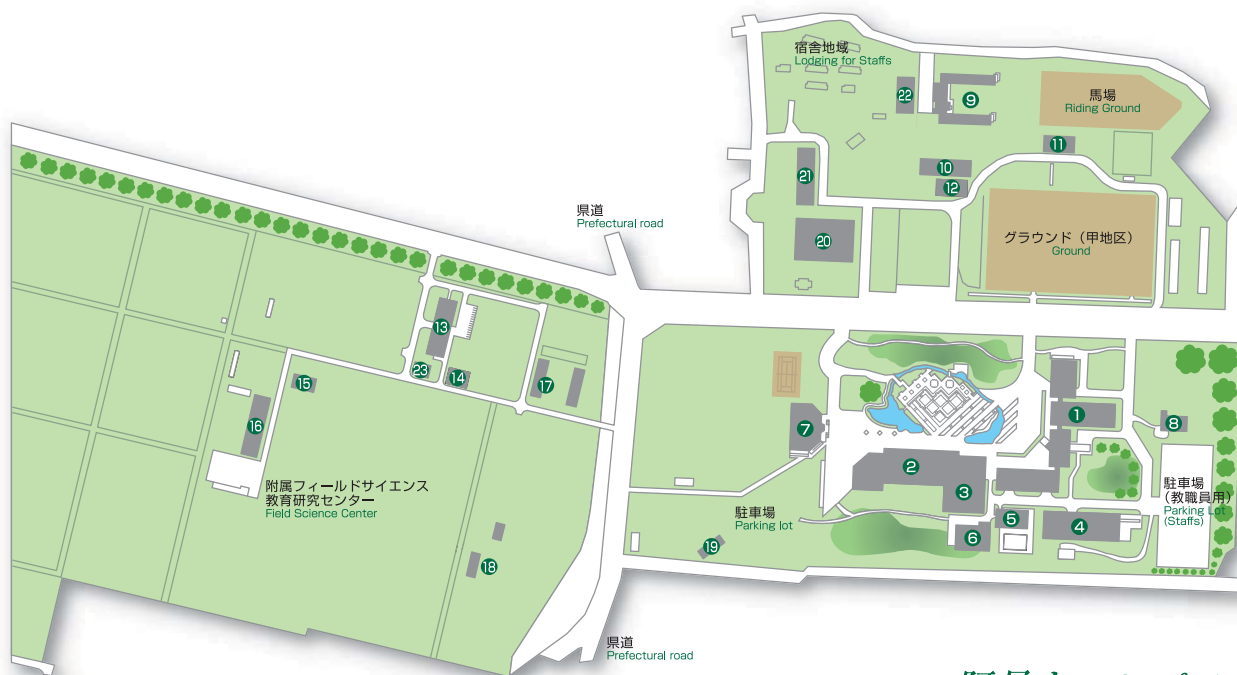 宿舎地域
Lodging for Staffs
22
9
馬場
Riding Ground
11
10
12
21
20
グラウンド（甲地区）
Ground
県道
Prefectural road
13
23
14
15
16
17
附属フィールドサイエンス
教育研究センター
Field Science Center
18
7
2
3
1
8
駐車場
Parking lot
19
5
6
4
駐車場
（教職員用）
Parking Lot
(Staffs)
県道
Prefectural road